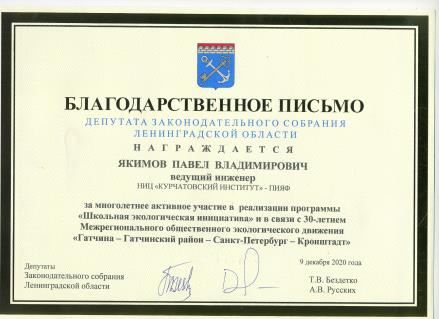 БЛАГОДАРСТВЕННОЕ ПИСЬМО
ДЕПУТАТА ЗАКОНОДАТЕЛЬНОГО СОБРАНИЯ
ЛЕНИНГРАДСКОЙ ОБЛАСТИ
НАГРАЖДАЕТСЯ
ЯКИМОВ ПАВЕЛ ВЛАДИМИРОВИЧ
ведущий инженер
НИЦ «КУРЧАТОВСКИЙ ИНСТИТУТ» - ПИЯФ
за многолетнее активное участие в реализации программы
«Школьная экологическая инициатива» и в связи с 30-летием
Межрегионального общественного экологического движения
«Гатчина – Гатчинский район – Санкт-Петербург – Кронштадт»
9 декабря 2020 года
Депутаты
Законодательного собрания
Ленинградской области
Т.В. Бездетко
А.В. Русских